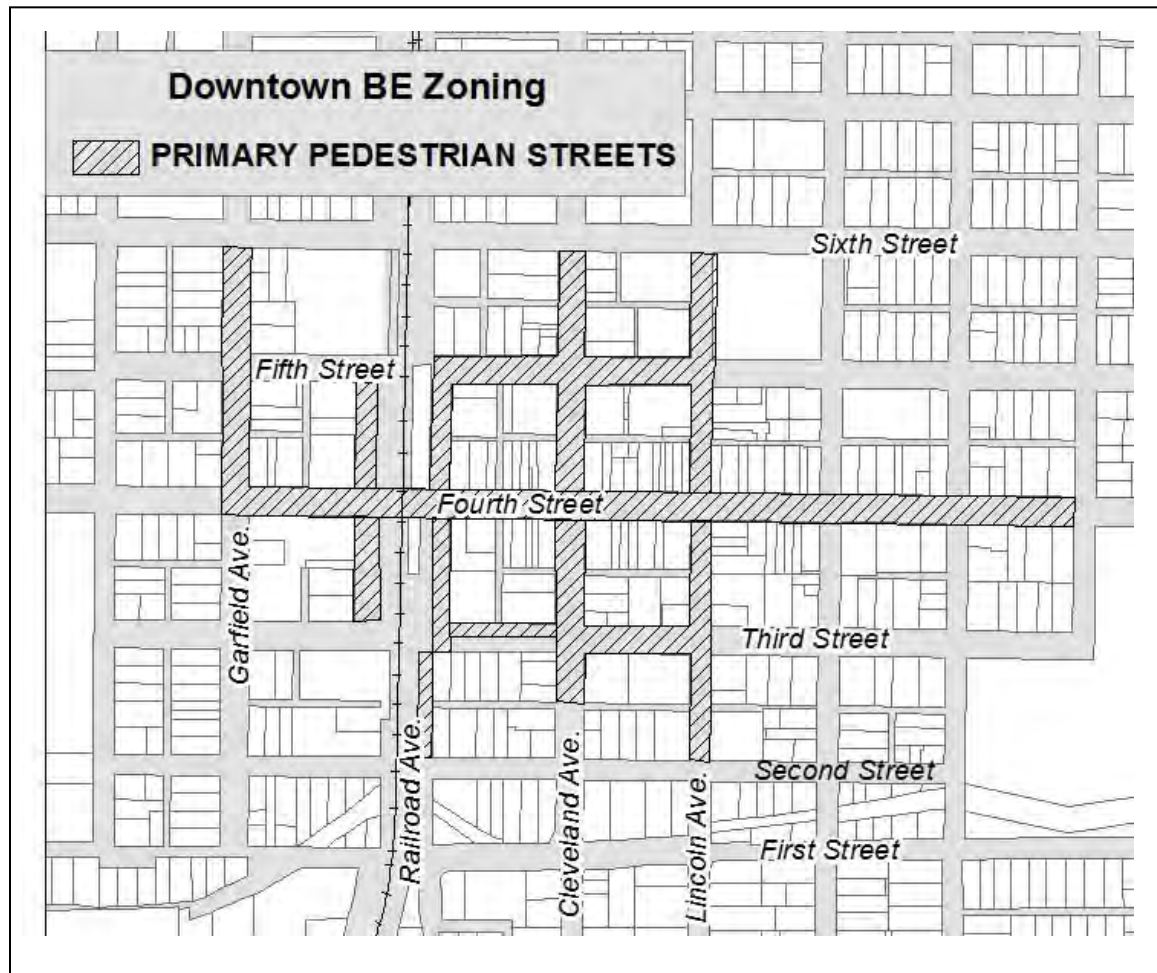 Downtown BE Zoning
PRIMARY PEDESTRIAN STREETS
Sixth Street
Fifth Street
Fourth Street
Garfield Ave.
Third Street
Railroad Ave.
Cleveland Ave.
Lincoln Ave.
Second Street
First Street